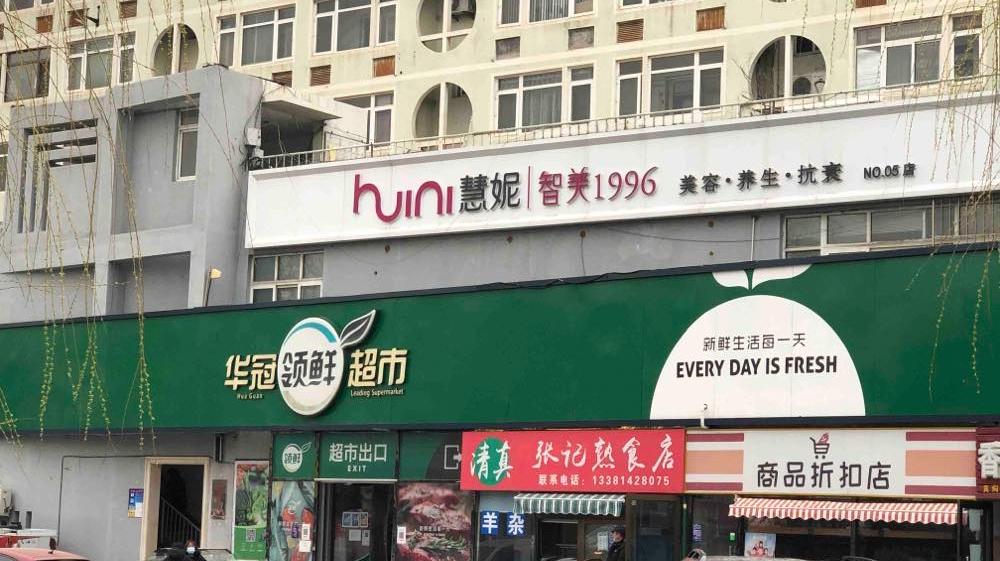 huini 慧妮 智美1996 美容·养生·抗衰 NO.05店
新鲜生活每一天
EVERY DAY IS FRESH
华冠 领鲜 超市
Hua Guan Leading Supermarket
领鲜 超市出口
EXIT
清真 张记熟食店
联系电话：13381428075
商品折扣店
香
羊杂